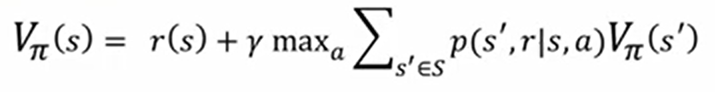 V_π(s) = r(s) + γ max_a ∑_{s'∈S} p(s',r|s,a)V_π(s')